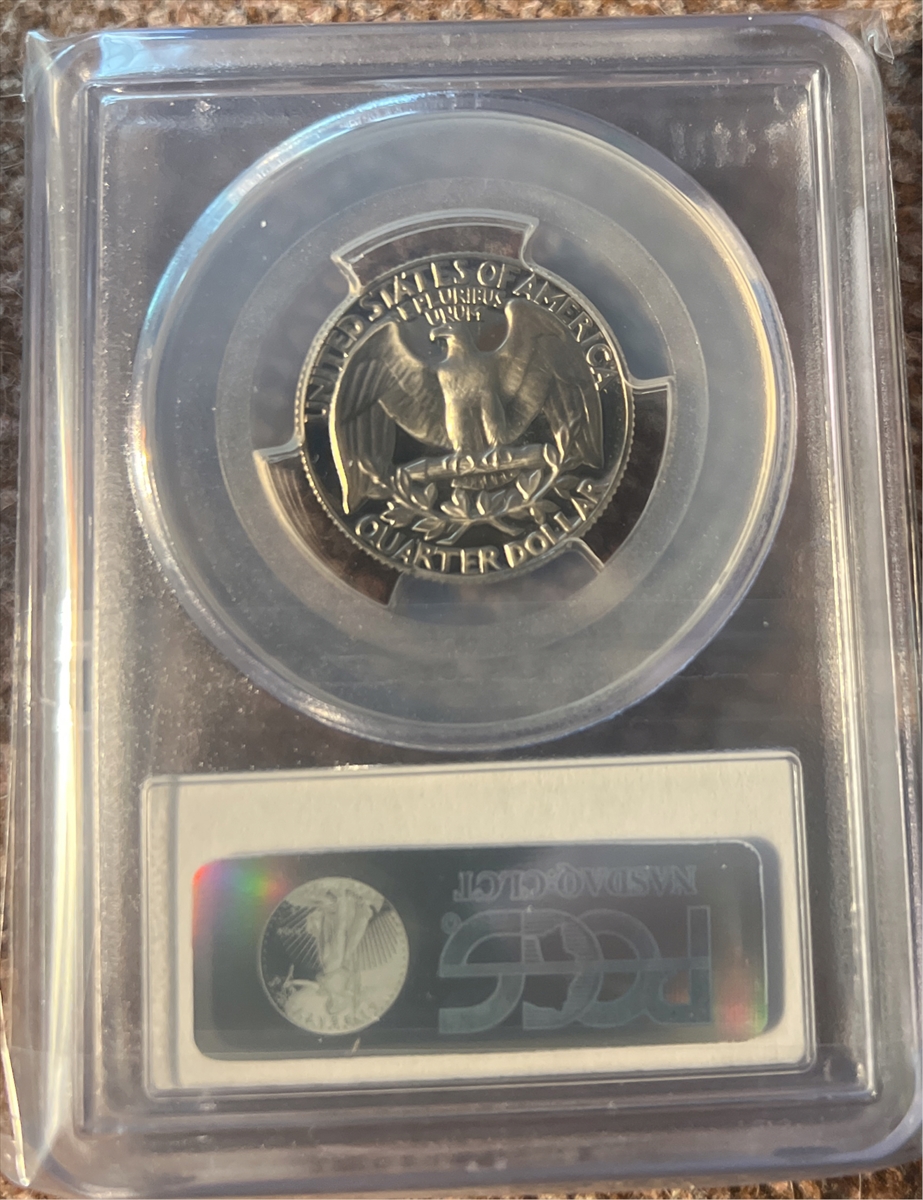 UNITED STATES OF AMERICA
E PLURIBUS
UNUM
QUARTER DOLLAR
NASDAQ:CLCT
PCGS